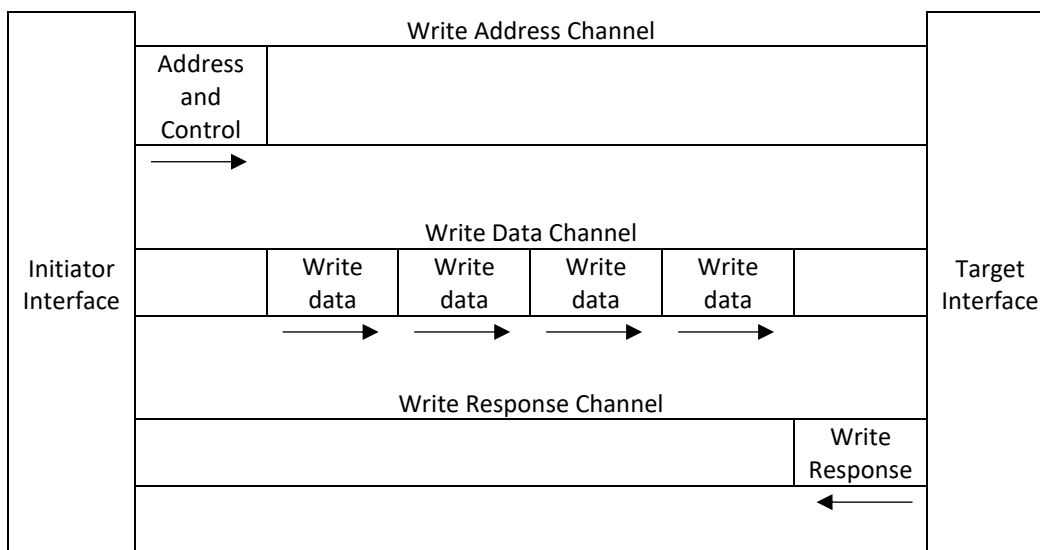 Write Address Channel
Address
and
Control
Write Data Channel
Initiator
Interface
Write
data
Write
data
Write
data
Write
data
Target
Interface
Write Response Channel
Write
Response